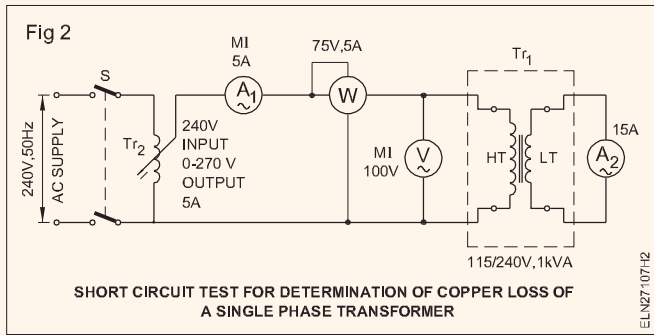 Fig 2
S
240V,50Hz
AC SUPPLY
Tr2
240V
INPUT
0-270 V
OUTPUT
5A
MI
5A
A1
75V,5A
W
MI
100V
V
Tr1
HT
LT
15A
A2
115/240V,1kVA
SHORT CIRCUIT TEST FOR DETERMINATION OF COPPER LOSS OF
A SINGLE PHASE TRANSFORMER
ELN27107H2